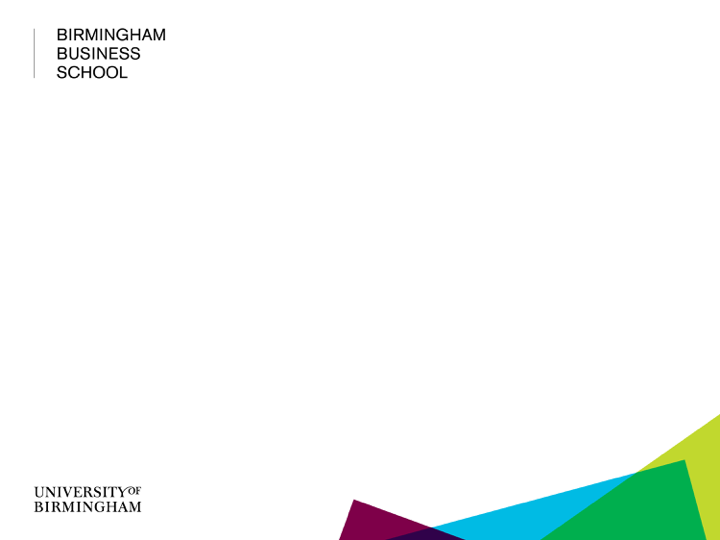 BIRMINGHAM
BUSINESS
SCHOOL
UNIVERSITY OF
BIRMINGHAM